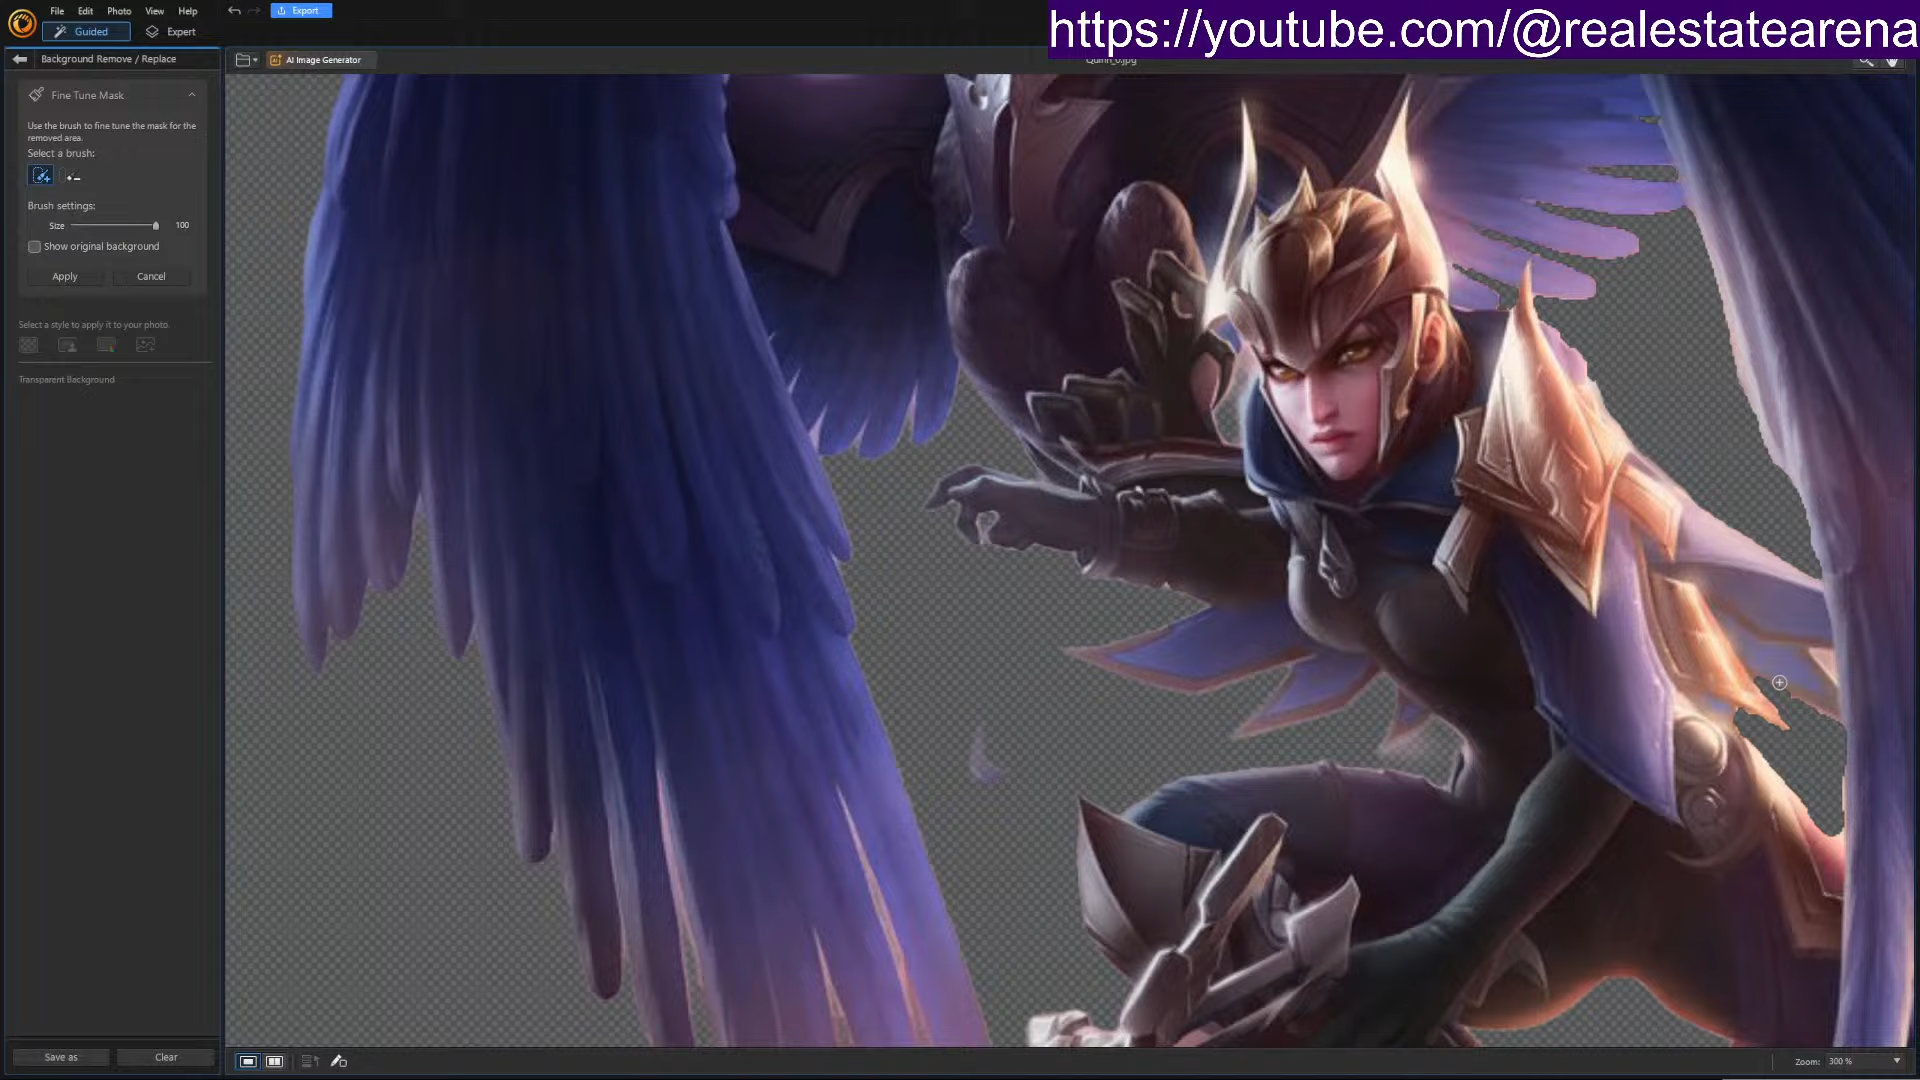 File Edit Photo View Help
Export
https://youtube.com/@realestatearena
Guided
Expert
Background Remove / Replace
AI Image Generator
Quinn_0.jpg
Fine Tune Mask
Use the brush to fine tune the mask for the
removed area.
Select a brush:
Brush settings:
Size 100
Show original background
Apply Cancel
Select a style to apply it to your photo.
Transparent Background
Save as Clear
Zoom: 300 %